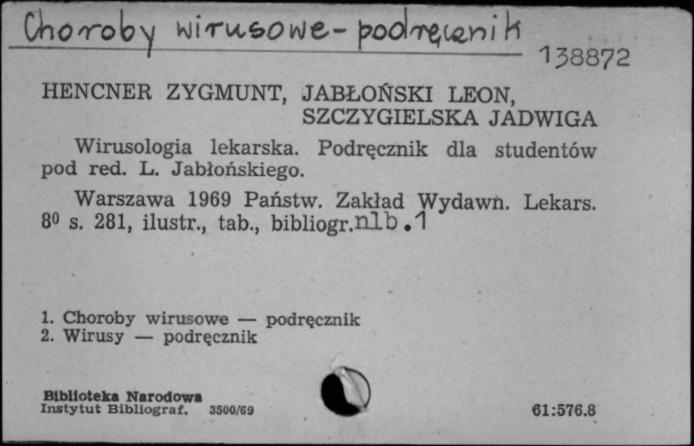 Choroby wirusowe - podręcznik
138872
HENCNER ZYGMUNT, JABŁOŃSKI LEON,
SZCZYGIELSKA JADWIGA
Wirusologia lekarska. Podręcznik dla studentów
pod red. L. Jabłońskiego.
Warszawa 1969 Państw. Zakład Wydawn. Lekars.
8⁰ s. 281, ilustr., tab., bibliogr. nlb. 1
1. Choroby wirusowe — podręcznik
2. Wirusy — podręcznik
Biblioteka Narodowa
Instytut Bibliograf. 3500/69
61:576.8